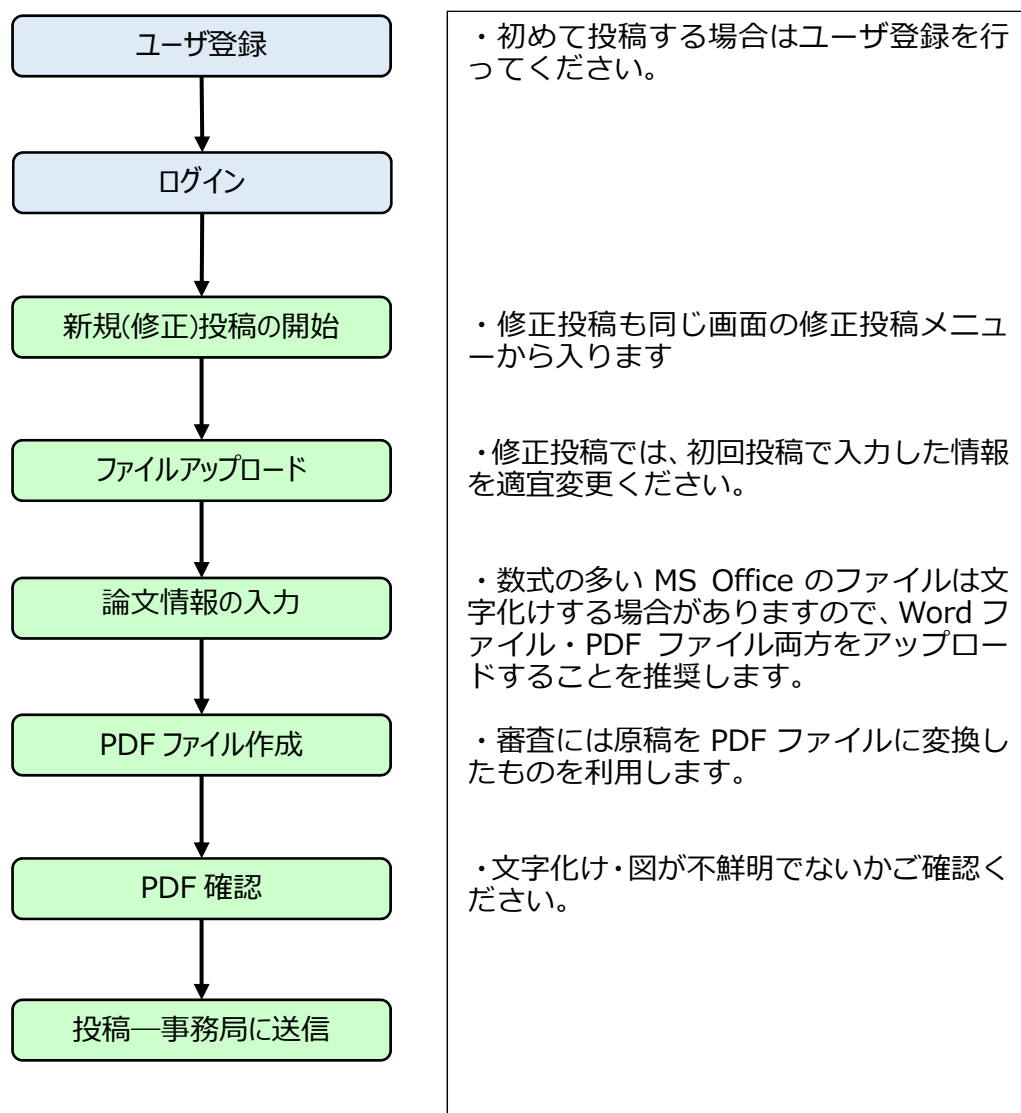 ユーザ登録
・初めて投稿する場合はユーザ登録を行
ってください。
ログイン
新規(修正)投稿の開始
・修正投稿も同じ画面の修正投稿メニュ
ーから入ります
ファイルアップロード
・修正投稿では、初回投稿で入力した情報
を適宜変更ください。
論文情報の入力
・数式の多い MS Office のファイルは文
字化けする場合がありますので、Word フ
ァイル・PDF ファイル両方をアップロー
ドすることを推奨します。
PDF ファイル作成
・審査には原稿を PDF ファイルに変換し
たものを利用します。
PDF 確認
・文字化け・図が不鮮明でないかご確認く
ださい。
投稿―事務局に送信